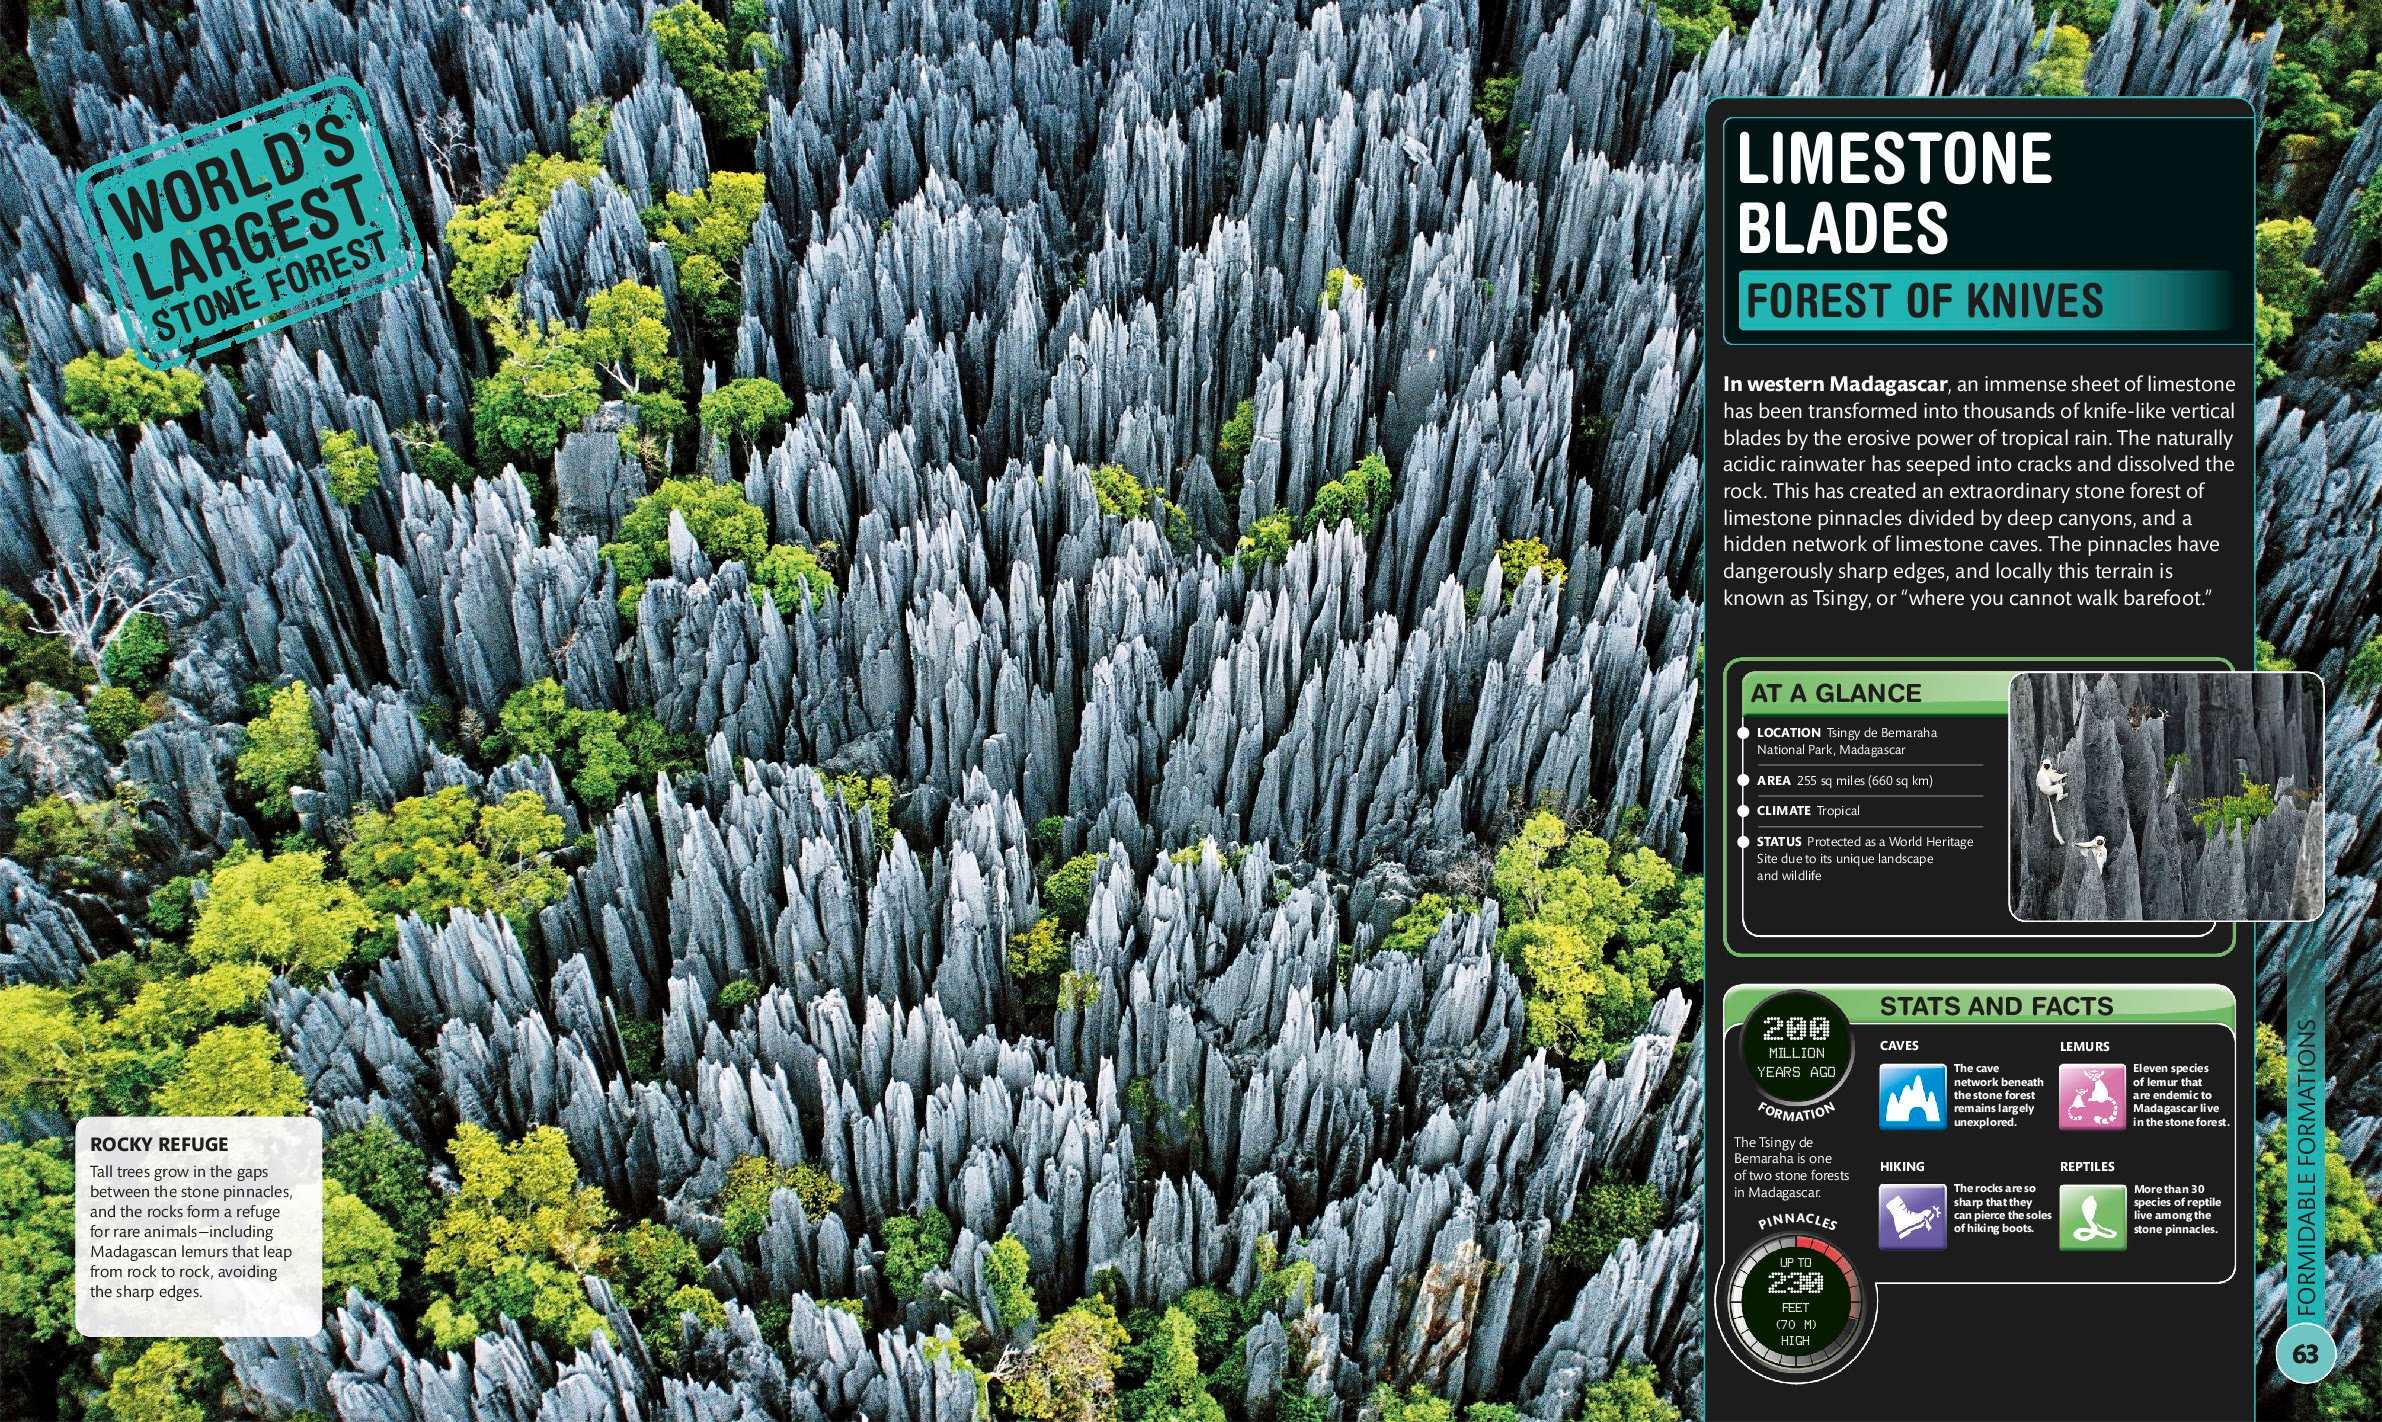 WORLD'S
LARGEST
STONE FOREST
LIMESTONE
BLADES
FOREST OF KNIVES
In western Madagascar, an immense sheet of limestone
has been transformed into thousands of knife-like vertical
blades by the erosive power of tropical rain. The naturally
acidic rainwater has seeped into cracks and dissolved the
rock. This has created an extraordinary stone forest of
limestone pinnacles divided by deep canyons, and a
hidden network of limestone caves. The pinnacles have
dangerously sharp edges, and locally this terrain is
known as Tsingy, or “where you cannot walk barefoot.”
AT A GLANCE
LOCATION Tsingy de Bemaraha
National Park, Madagascar
AREA 255 sq miles (660 sq km)
CLIMATE Tropical
STATUS Protected as a World Heritage
Site due to its unique landscape
and wildlife
STATS AND FACTS
200
MILLION
YEARS AGO
FORMATION
The Tsingy de
Bemaraha is one
of two stone forests
in Madagascar.
PINNACLES
UP TO
230
FEET
(70 M)
HIGH
CAVES
The cave
network beneath
the stone forest
remains largely
unexplored.
LEMURS
Eleven species
of lemur that
are endemic to
Madagascar live
in the stone forest.
HIKING
The rocks are so
sharp that they
can pierce the soles
of hiking boots.
REPTILES
More than 30
species of reptile
live among the
stone pinnacles.
ROCKY REFUGE
Tall trees grow in the gaps
between the stone pinnacles,
and the rocks form a refuge
for rare animals—including
Madagascan lemurs that leap
from rock to rock, avoiding
the sharp edges.
FORMIDABLE FORMATIONS
63